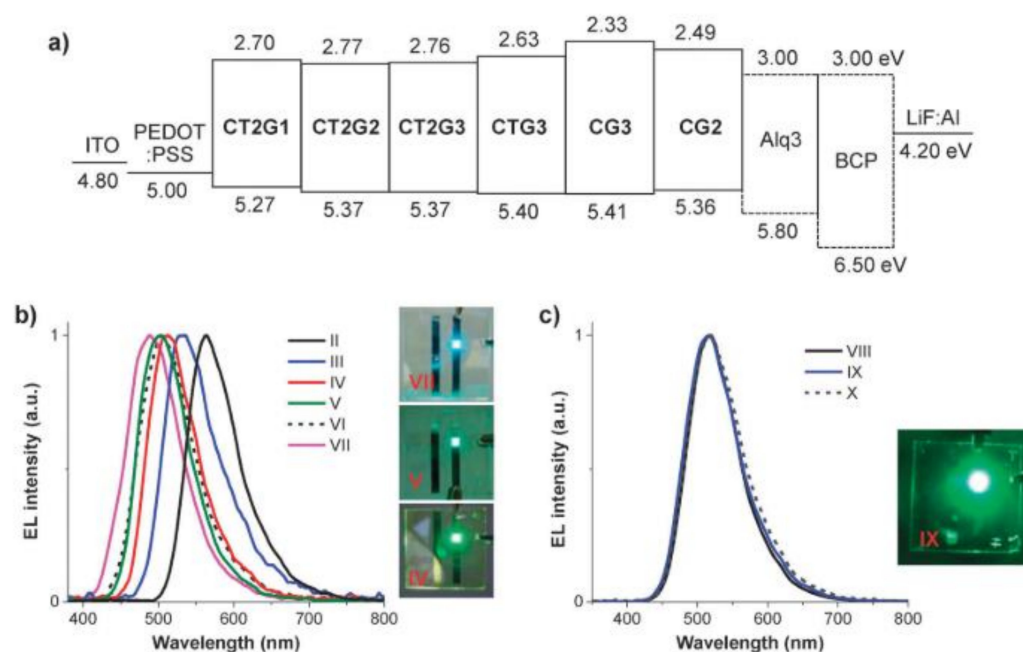 a)
2.70 2.77 2.76 2.63 2.33 2.49 3.00 3.00 eV
ITO
4.80
PEDOT
:PSS
5.00
CT2G1 CT2G2 CT2G3 CTG3 CG3 CG2 Alq3 BCP
LiF:Al
4.20 eV
5.27 5.37 5.37 5.40 5.41 5.36 5.80 6.50 eV
b)
EL intensity (a.u.)
1
0
400 500 600 700 800
Wavelength (nm)
II
III
IV
V
VI
VII
VII
V
IV
c)
EL intensity (a.u.)
1
0
400 500 600 700 800
Wavelength (nm)
VIII
IX
X
IX